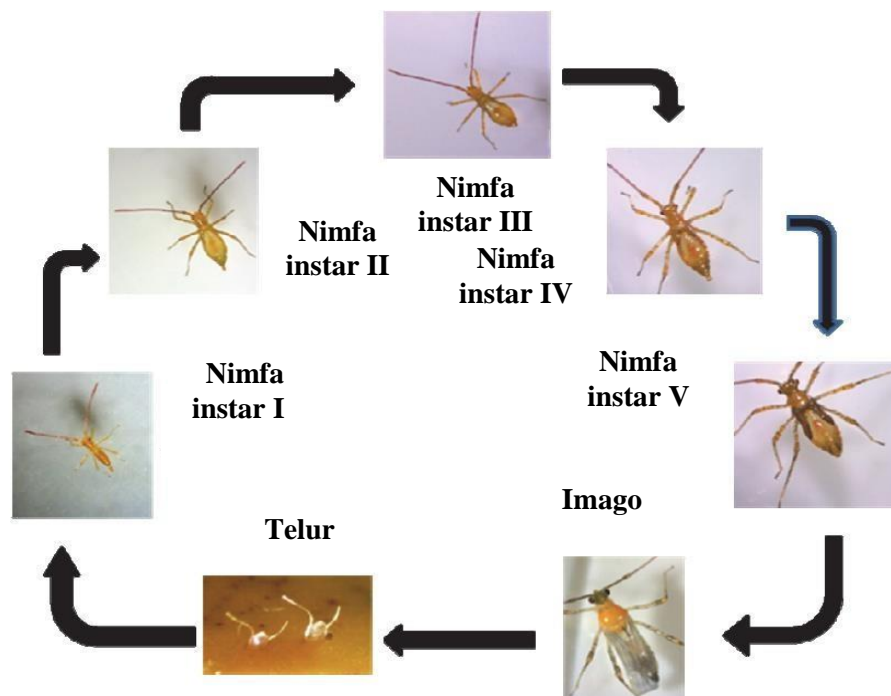 Nimfa
instar III
Nimfa
instar II
Nimfa
instar IV
Nimfa
instar I
Nimfa
instar V
Imago
Telur